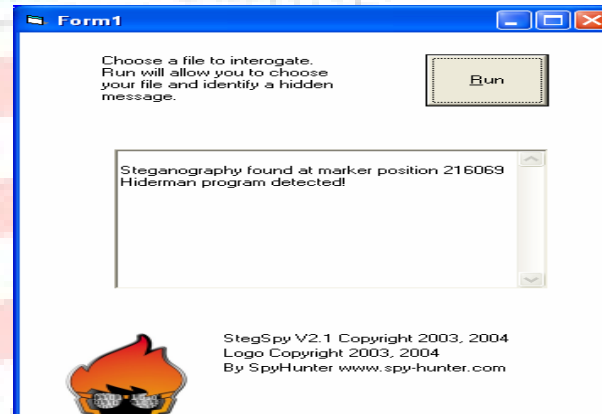 Form1
Choose a file to interogate.
Run will allow you to choose
your file and identify a hidden
message.
Run
Steganography found at marker position 216069
Hiderman program detected!
StegSpy V2.1 Copyright 2003, 2004
Logo Copyright 2003, 2004
By SpyHunter www.spy-hunter.com